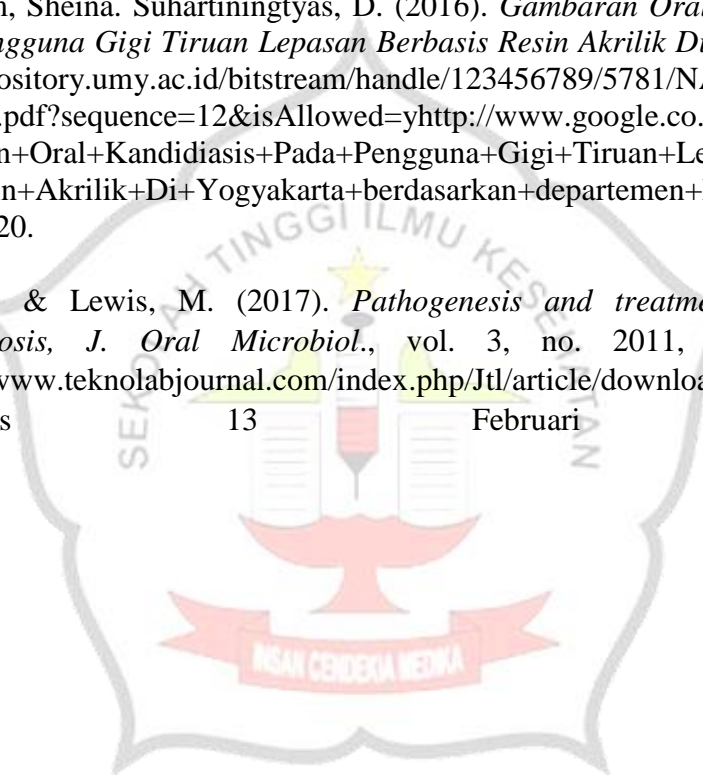 n, Sheina. Suhartiningtyas, D. (2016). Gambaran Oral
ngguna Gigi Tiruan Lepasan Berbasis Resin Akrilik Di
ository.umy.ac.id/bitstream/handle/123456789/5781/NA
.pdf?sequence=12&isAllowed=yhttp://www.google.co.
n+Oral+Kandidiasis+Pada+Pengguna+Gigi+Tiruan+Le
n+Akrilik+Di+Yogyakarta+berdasarkan+departemen+
20.
& Lewis, M. (2017). Pathogenesis and treatme
osis, J. Oral Microbiol., vol. 3, no. 2011,
www.teknolabjournal.com/index.php/Jtl/article/downloa
s 13 Februari
SEKOLAH TINGGI ILMU KESEHATAN
INSAN CENDEKIA MEDIKA